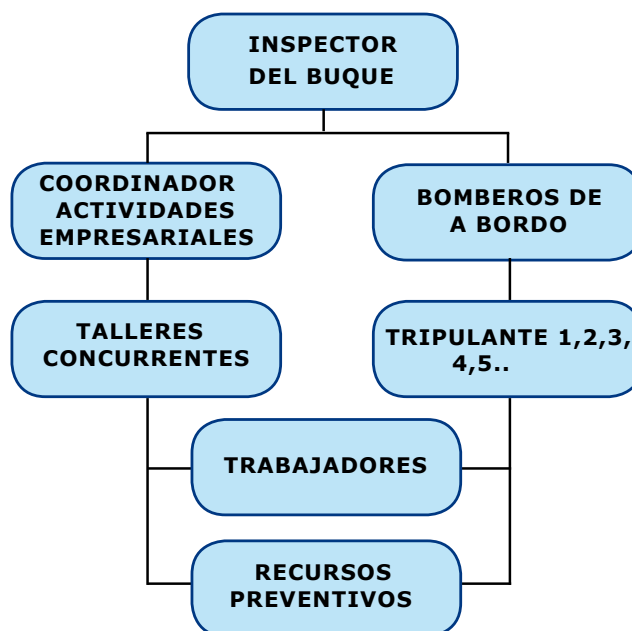 INSPECTOR
DEL BUQUE
COORDINADOR
ACTIVIDADES
EMPRESARIALES
BOMBEROS DE
A BORDO
TALLERES
CONCURRENTES
TRIPULANTE 1,2,3,
4,5..
TRABAJADORES
RECURSOS
PREVENTIVOS